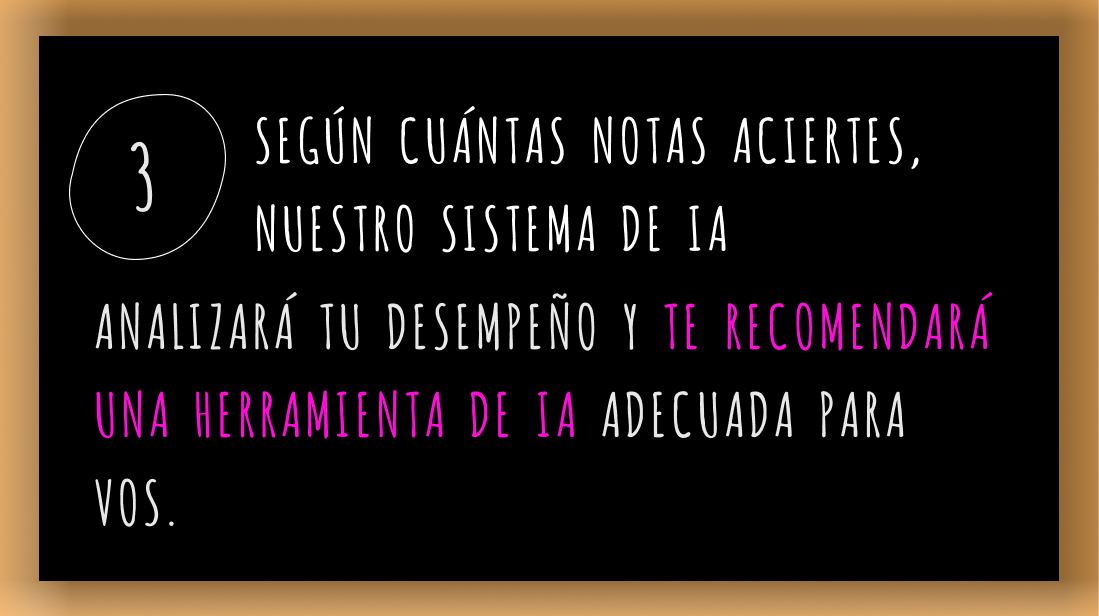 3
SEGÚN CUÁNTAS NOTAS ACIERTES,
NUESTRO SISTEMA DE IA
ANALIZARÁ TU DESEMPEÑO Y TE RECOMENDARÁ
UNA HERRAMIENTA DE IA ADECUADA PARA
VOS.